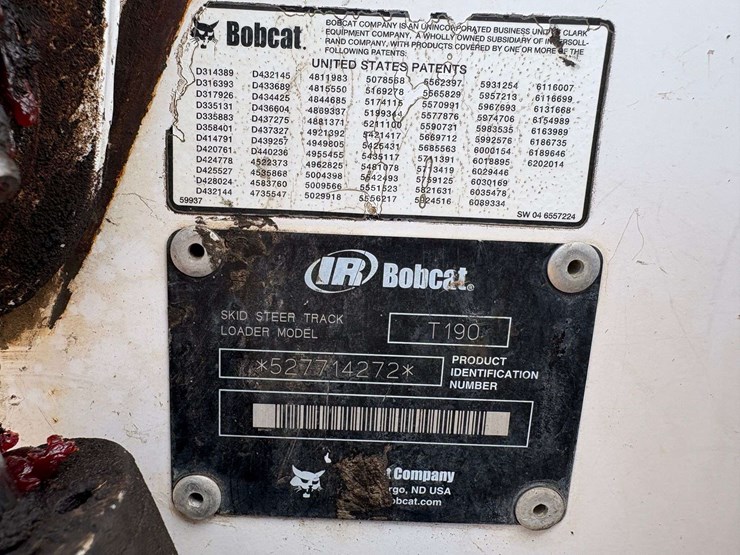 Bobcat.
BOBCAT COMPANY IS AN UNINCORPORATED BUSINESS UNIT OF CLARK
EQUIPMENT COMPANY, A WHOLLY OWNED SUBSIDIARY OF INGERSOLL-
RAND COMPANY, WITH PRODUCTS COVERED BY ONE OR MORE OF THE
FOLLOWING PATENTS:
UNITED STATES PATENTS
D314389 D432145 4811983 5078568 5562397 5931254 6116007
D316393 D433689 4815550 5169278 5565829 5957213 6116699
D317926 D434425 4844685 5174115 5570991 5967693 6131668
D335131 D436604 4869337 5199344 5577876 5974706 6154989
D335883 D437275 4881371 5211100 5590731 5983535 6163989
D358401 D437327 4921392 5421417 5669712 5992576 6186735
D414791 D439257 4949805 5425431 5685563 6000154 6189646
D420761 D440236 4955455 5435117 5711391 6018895 6202014
D424778 4522373 4962825 5481078 5713419 6029446
D425527 4535868 5004398 5542493 5759125 6030169
D428024 4583760 5009566 5551523 5821631 6035478
D432144 4735547 5029918 5556217 5924516 6089334
59937
SW 04 6557224
IR Bobcat®
SKID STEER TRACK
LOADER MODEL
T190
*527714272*
PRODUCT
IDENTIFICATION
NUMBER
Company
ND USA